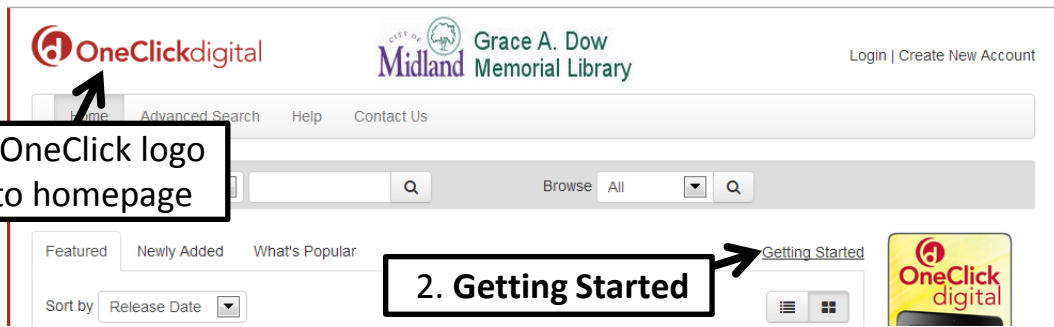 OneClickdigital
CITY OF
Midland
Grace A. Dow
Memorial Library
Login | Create New Account
Home Advanced Search Help Contact Us
OneClick logo
to homepage
Browse All
Featured Newly Added What's Popular
Getting Started
2. Getting Started
Sort by Release Date
OneClick
digital